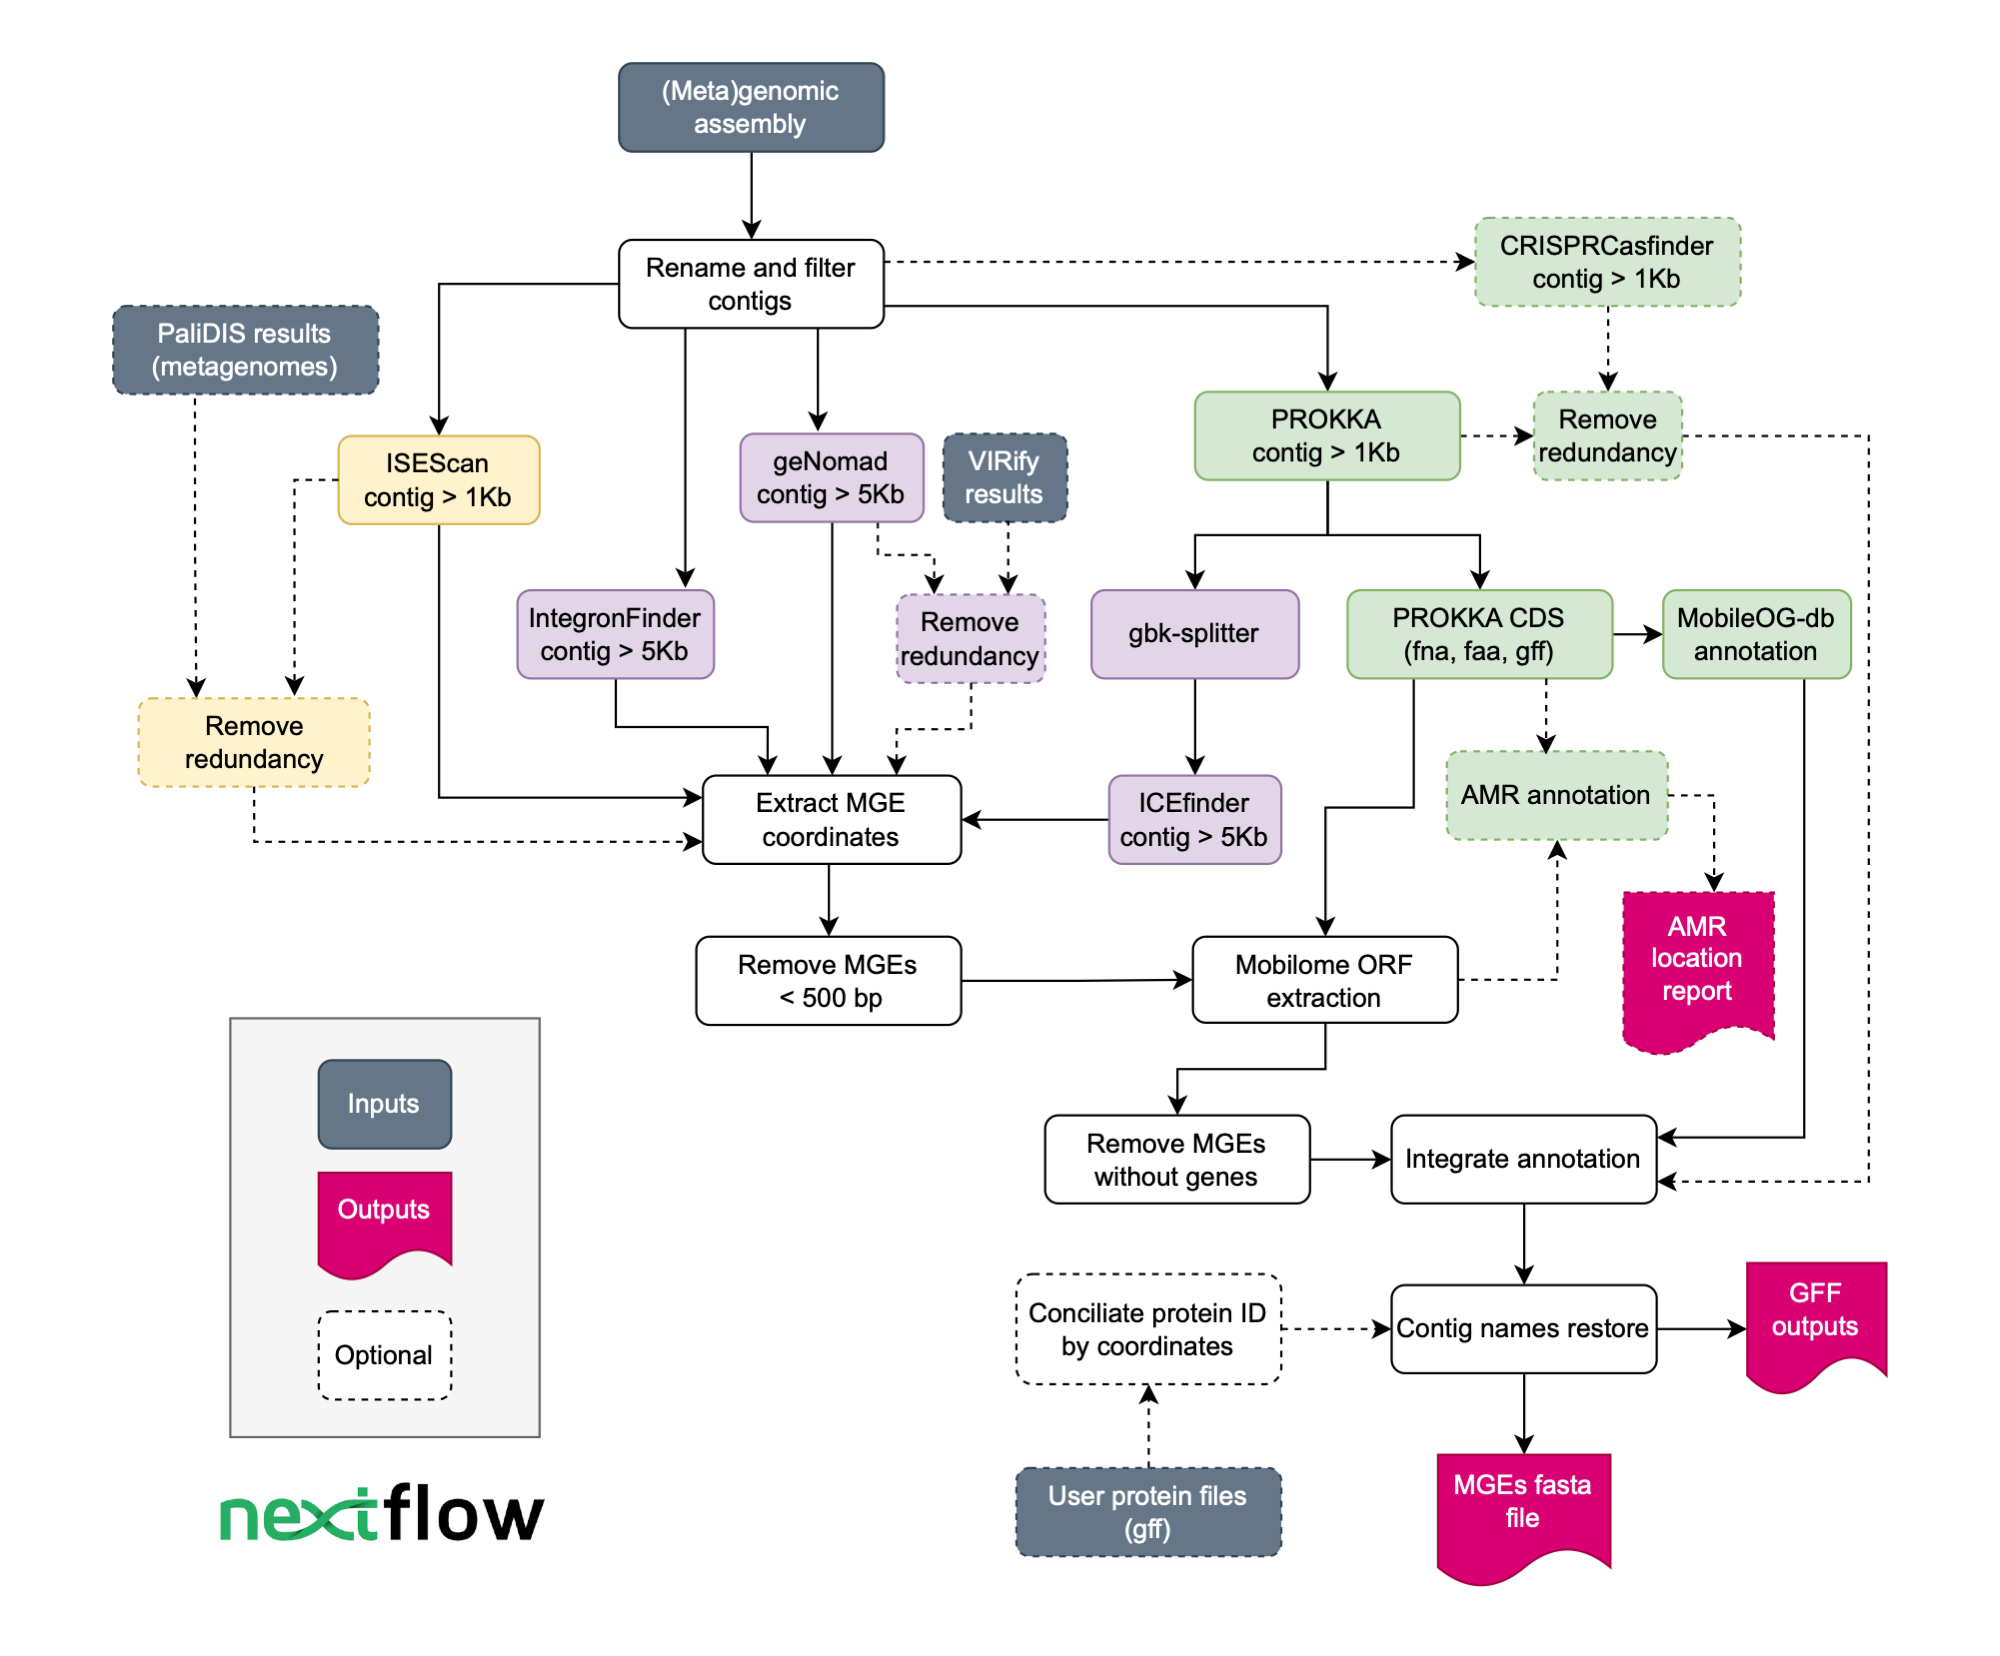 (Meta)genomic
assembly
Rename and filter
contigs
CRISPRCasfinder
contig > 1Kb
PaliDIS results
(metagenomes)
ISEScan
contig > 1Kb
geNomad
contig > 5Kb
VIRify
results
PROKKA
contig > 1Kb
Remove
redundancy
IntegronFinder
contig > 5Kb
Remove
redundancy
gbk-splitter
PROKKA CDS
(fna, faa, gff)
MobileOG-db
annotation
Remove
redundancy
Extract MGE
coordinates
ICEfinder
contig > 5Kb
AMR annotation
AMR
location
report
Remove MGEs
< 500 bp
Mobilome ORF
extraction
Remove MGEs
without genes
Integrate annotation
Conciliate protein ID
by coordinates
Contig names restore
GFF
outputs
User protein files
(gff)
MGEs fasta
file
Inputs
Outputs
Optional
nextflow